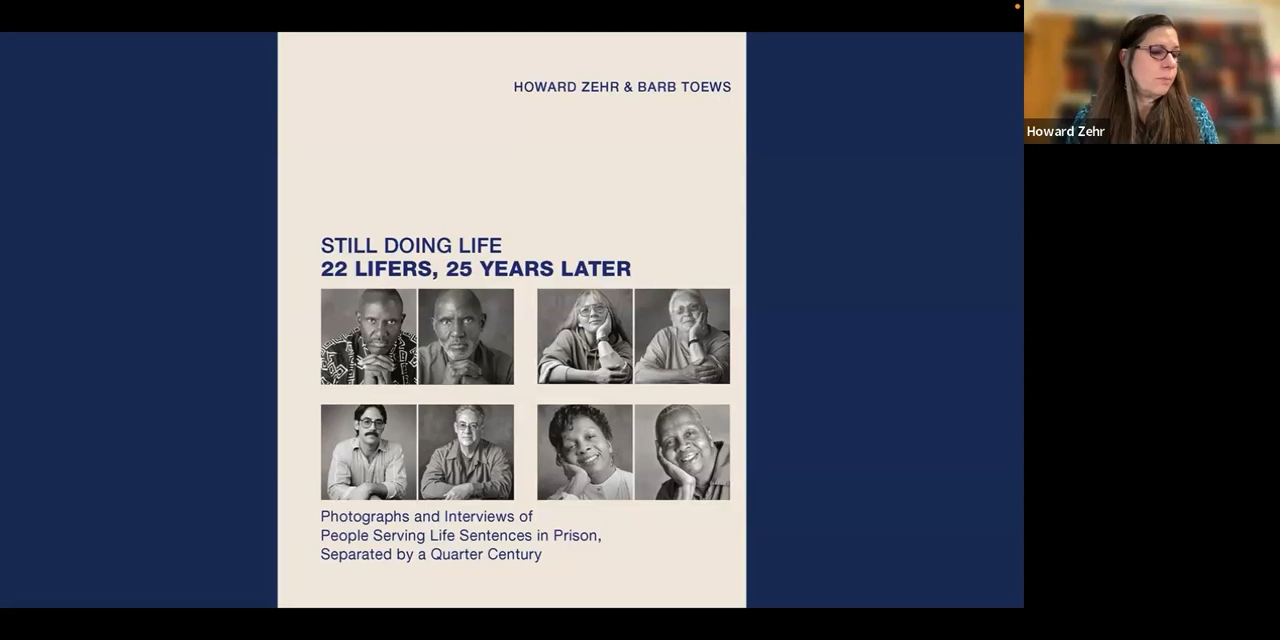 HOWARD ZEHR & BARB TOEWS
STILL DOING LIFE
22 LIFERS, 25 YEARS LATER
Photographs and Interviews of
People Serving Life Sentences in Prison,
Separated by a Quarter Century
Howard Zehr